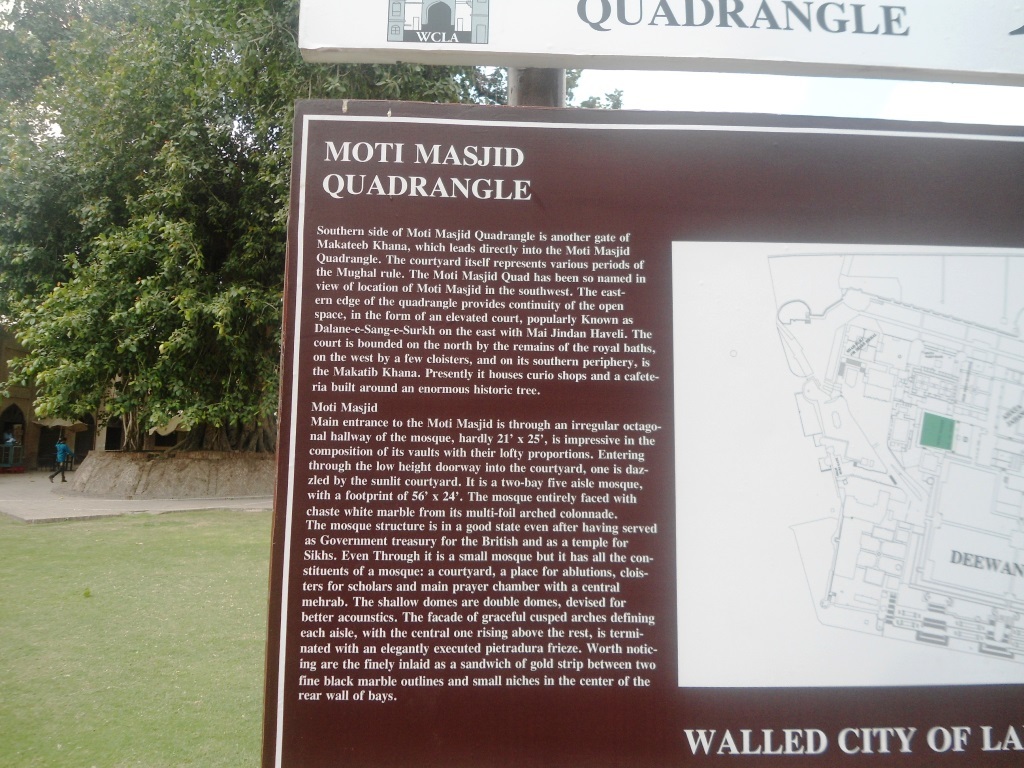 WCLA
QUADRANGLE
MOTI MASJID
QUADRANGLE
Southern side of Moti Masjid Quadrangle is another gate of
Makateeb Khana, which leads directly into the Moti Masjid
Quadrangle. The courtyard itself represents various periods of
the Mughal rule. The Moti Masjid Quad has been so named in
view of location of Moti Masjid in the southwest. The east-
ern edge of the quadrangle provides continuity of the open
space, in the form of an elevated court, popularly Known as
Dalane-e-Sang-e-Surkh on the east with Mai Jindan Haveli. The
court is bounded on the north by the remains of the royal baths,
on the west by a few cloisters, and on its southern periphery, is
the Makatib Khana. Presently it houses curio shops and a cafete-
ria built around an enormous historic tree.
Moti Masjid
Main entrance to the Moti Masjid is through an irregular octago-
nal hallway of the mosque, hardly 21' x 25', is impressive in the
composition of its vaults with their lofty proportions. Entering
through the low height doorway into the courtyard, one is daz-
zled by the sunlit courtyard. It is a two-bay five aisle mosque,
with a footprint of 56' x 24'. The mosque entirely faced with
chaste white marble from its multi-foil arched colonnade.
The mosque structure is in a good state even after having served
as Government treasury for the British and as a temple for
Sikhs. Even Through it is a small mosque but it has all the con-
stituents of a mosque: a courtyard, a place for ablutions, clois-
ters for scholars and main prayer chamber with a central
mehrab. The shallow domes are double domes, devised for
better acounstics. The facade of graceful cusped arches defining
each aisle, with the central one rising above the rest, is termi-
nated with an elegantly executed pietradura frieze. Worth notic-
ing are the finely inlaid as a sandwich of gold strip between two
fine black marble outlines and small niches in the center of the
rear wall of bays.
DEEWAN
WALLED CITY OF LA